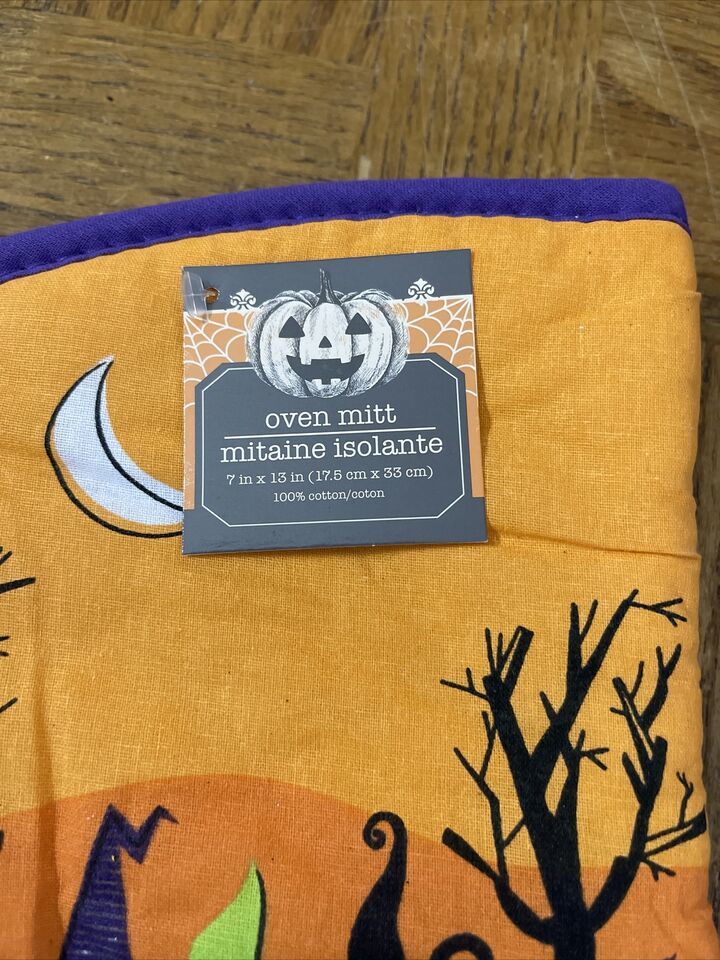 oven mitt
mitaine isolante
7 in x 13 in (17.5 cm x 33 cm)
100% cotton/coton